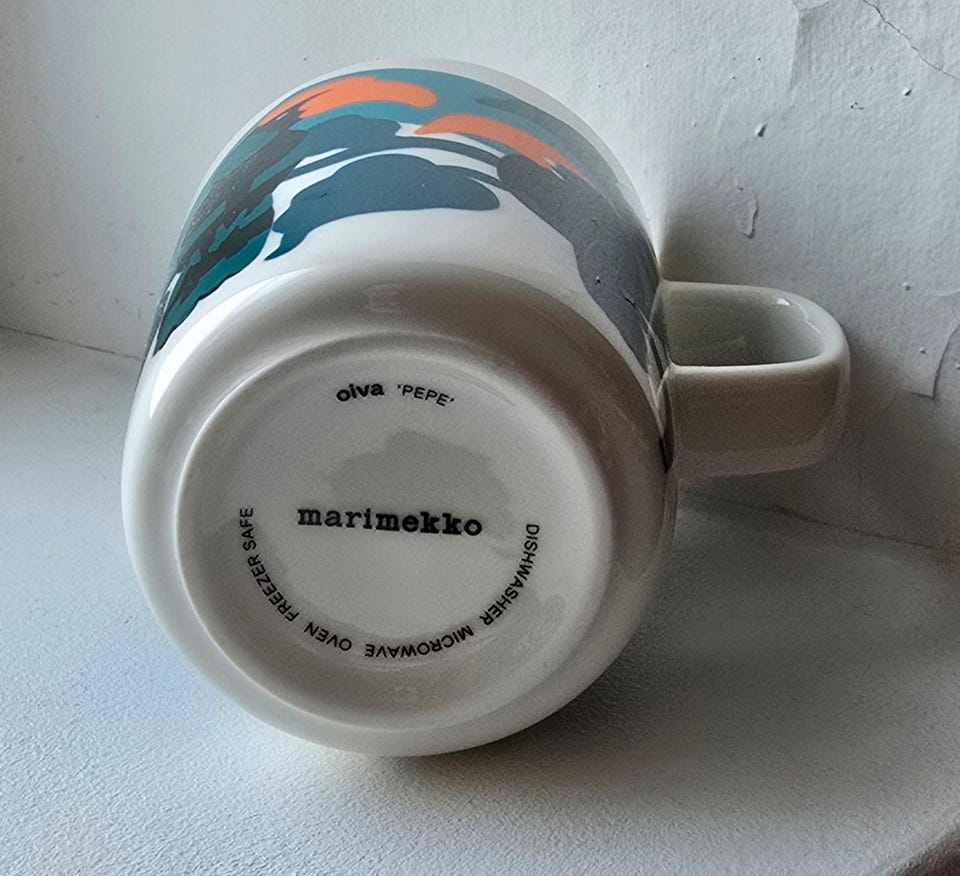 oiva 'PEPE'
marimekko
DISHWASHER MICROWAVE OVEN FREEZER SAFE